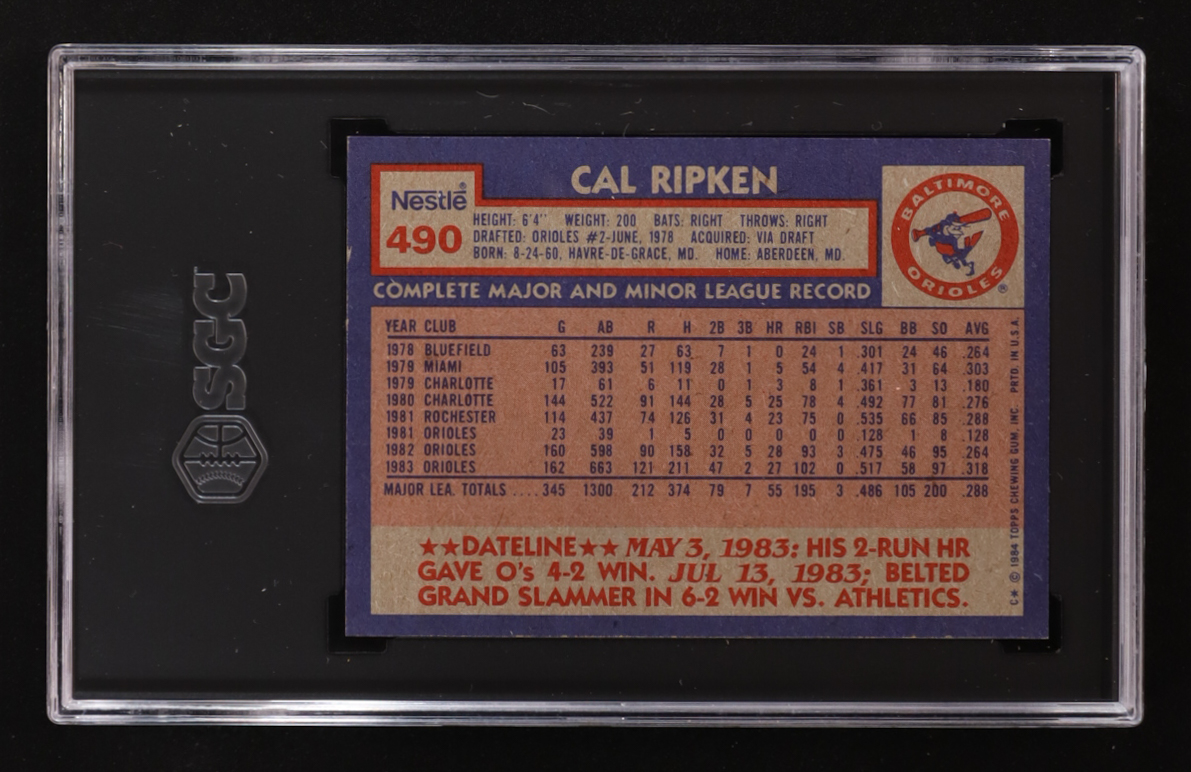 SGC
CAL RIPKEN
Nestlé®
490
HEIGHT: 6'4" WEIGHT: 200 BATS: RIGHT THROWS: RIGHT
DRAFTED: ORIOLES #2-JUNE, 1978 ACQUIRED: VIA DRAFT
BORN: 8-24-60, HAVRE-DE-GRACE, MD. HOME: ABERDEEN, MD.
BALTIMORE
ORIOLES
®
COMPLETE MAJOR AND MINOR LEAGUE RECORD
YEAR CLUB G AB R H 2B 3B HR RBI SB SLG BB SO AVG
1978 BLUEFIELD 63 239 27 63 7 1 0 24 1 .301 24 46 .264
1979 MIAMI 105 393 51 119 28 1 5 54 4 .417 31 64 .303
1979 CHARLOTTE 17 61 6 11 0 1 3 8 1 .361 3 13 .180
1980 CHARLOTTE 144 522 91 144 28 5 25 78 4 .492 77 81 .276
1981 ROCHESTER 114 437 74 126 31 4 23 75 0 .535 66 85 .288
1981 ORIOLES 23 39 1 5 0 0 0 0 0 .128 1 8 .128
1982 ORIOLES 160 598 90 158 32 5 28 93 3 .475 46 95 .264
1983 ORIOLES 162 663 121 211 47 2 27 102 0 .517 58 97 .318
MAJOR LEA. TOTALS .... 345 1300 212 374 79 7 55 195 3 .486 105 200 .288
★★DATELINE★★ MAY 3, 1983: HIS 2-RUN HR
GAVE O's 4-2 WIN. JUL 13, 1983; BELTED
GRAND SLAMMER IN 6-2 WIN VS. ATHLETICS.
C* © 1984 TOPPS CHEWING GUM, INC. PRTD. IN U.S.A.